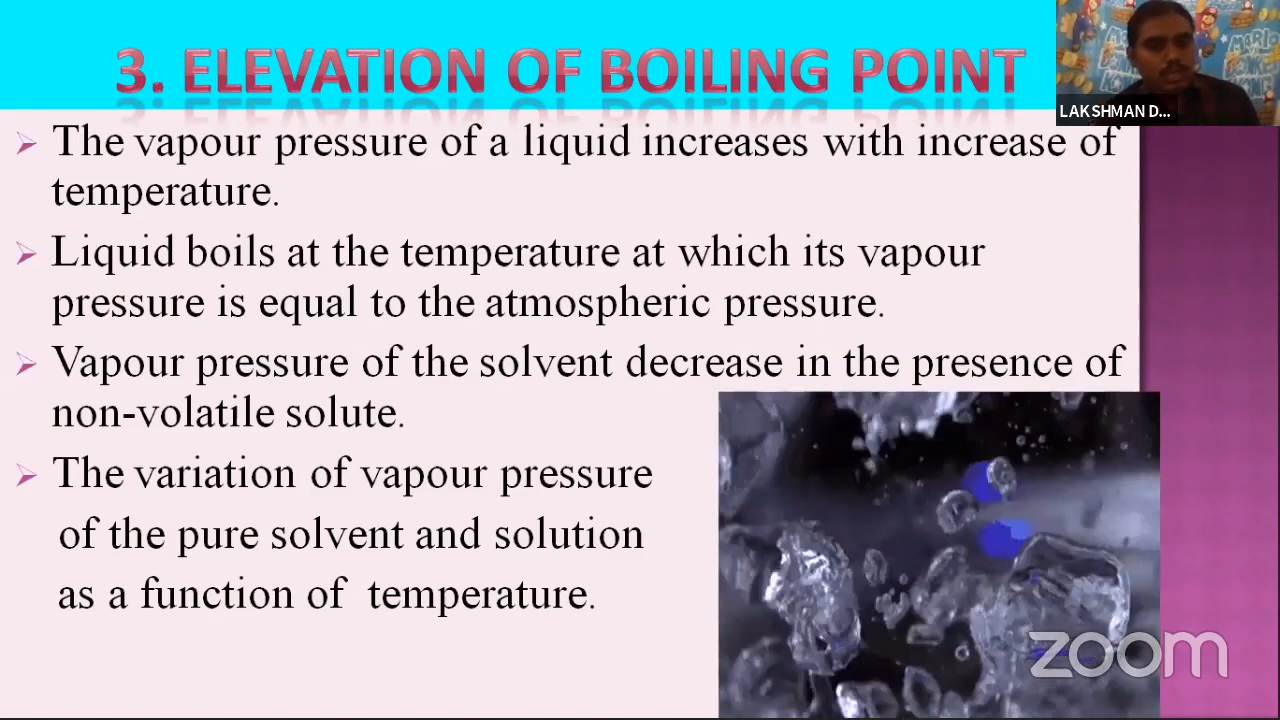 3. ELEVATION OF BOILING POINT
LAKSHMAN D...
➢ The vapour pressure of a liquid increases with increase of
temperature.
➢ Liquid boils at the temperature at which its vapour
pressure is equal to the atmospheric pressure.
➢ Vapour pressure of the solvent decrease in the presence of
non-volatile solute.
➢ The variation of vapour pressure
of the pure solvent and solution
as a function of temperature.
zoom